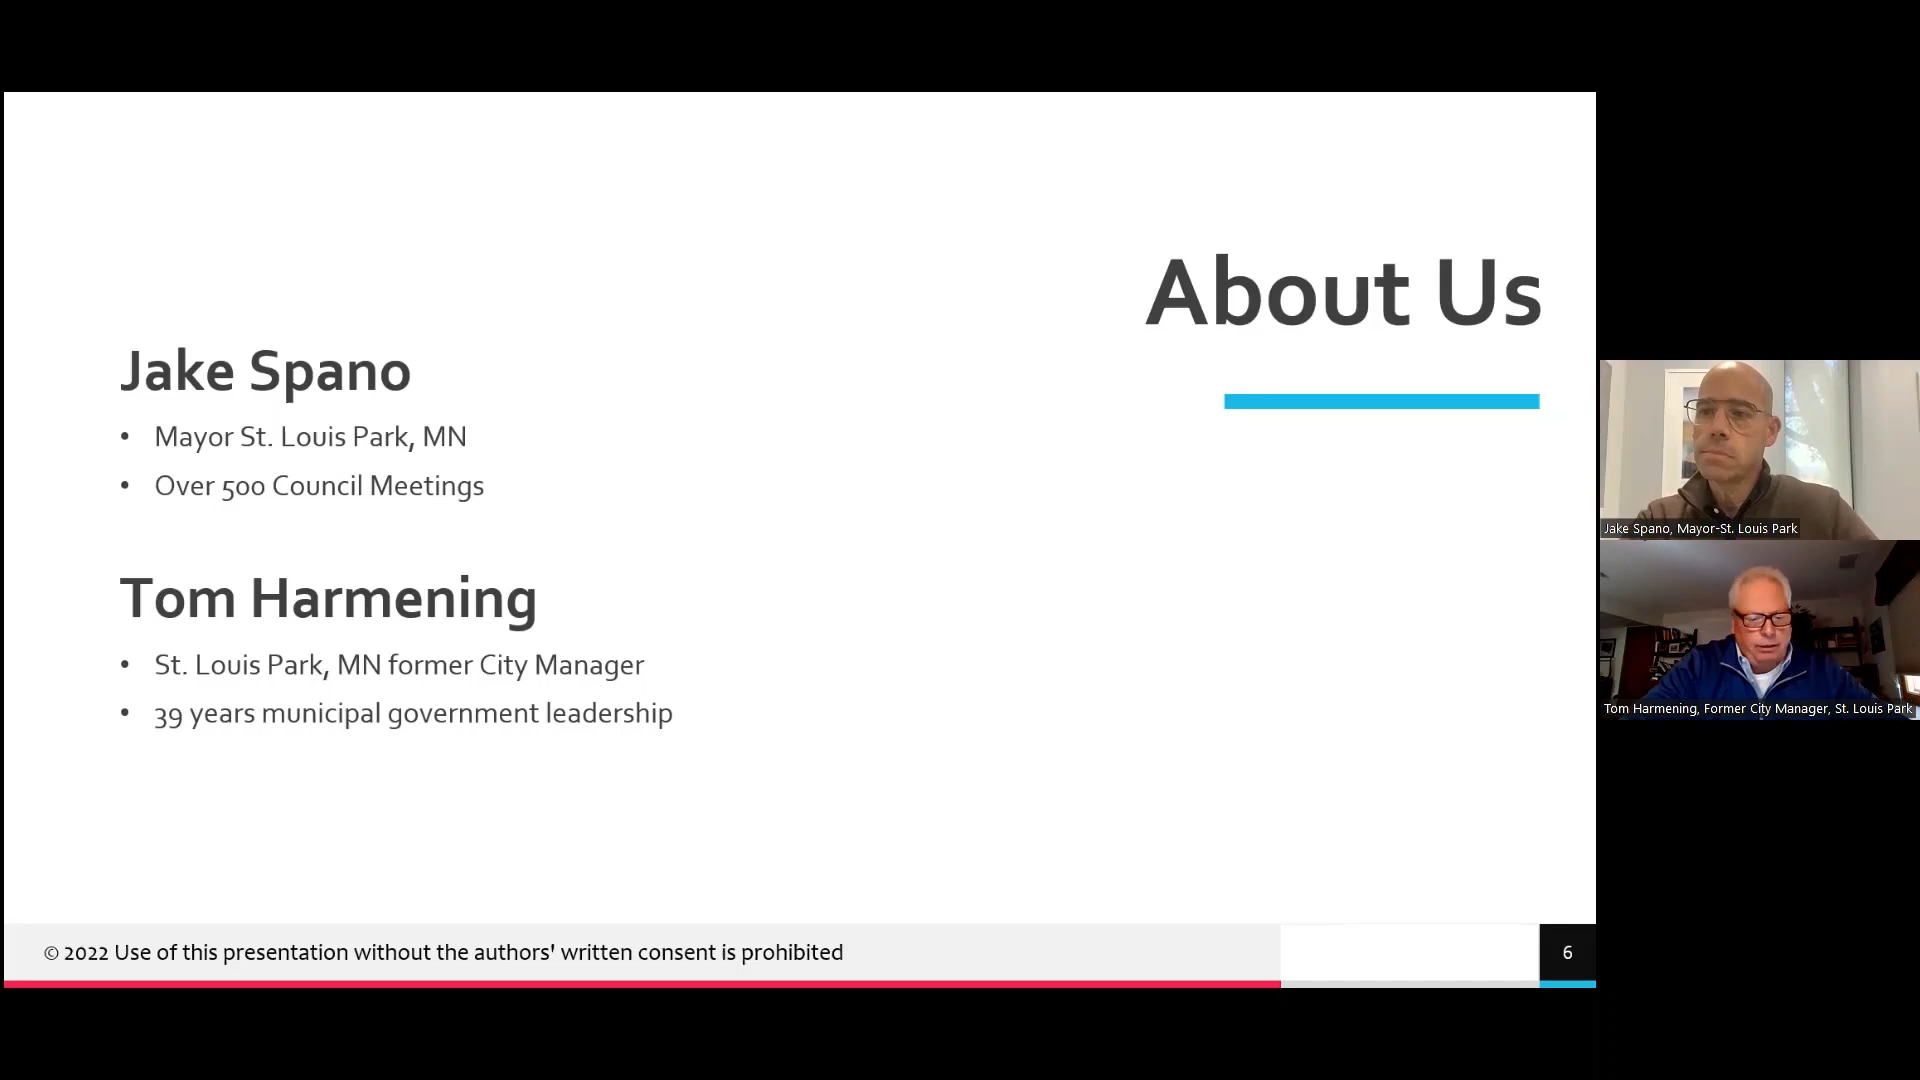 About Us
Jake Spano
• Mayor St. Louis Park, MN
• Over 500 Council Meetings
Tom Harmening
• St. Louis Park, MN former City Manager
• 39 years municipal government leadership
© 2022 Use of this presentation without the authors' written consent is prohibited
6
Jake Spano, Mayor-St. Louis Park
Tom Harmening, Former City Manager, St. Louis Park